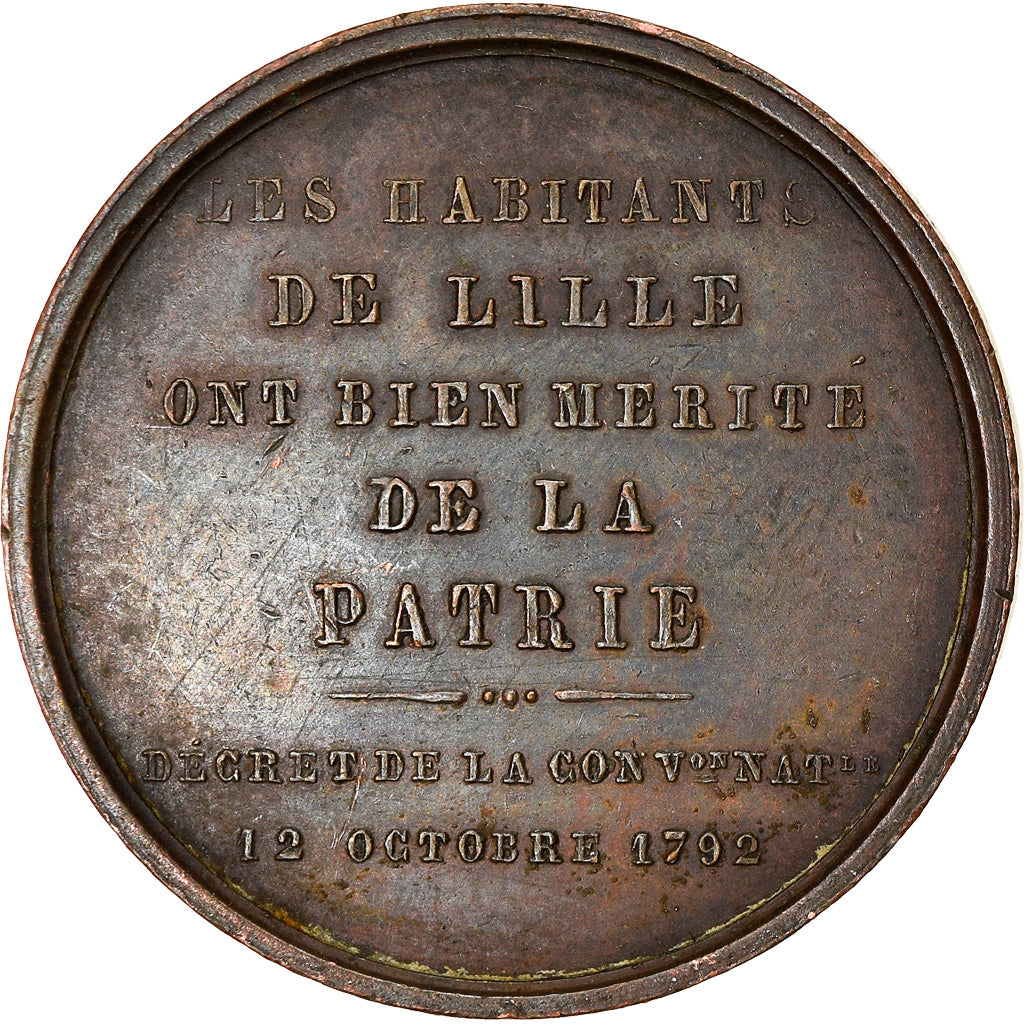 LES HABITANTS
DE LILLE
ONT BIEN MERITÉ
DE LA
PATRIE
DÉCRET DE LA CONVON NATLE
12 OCTOBRE 1792